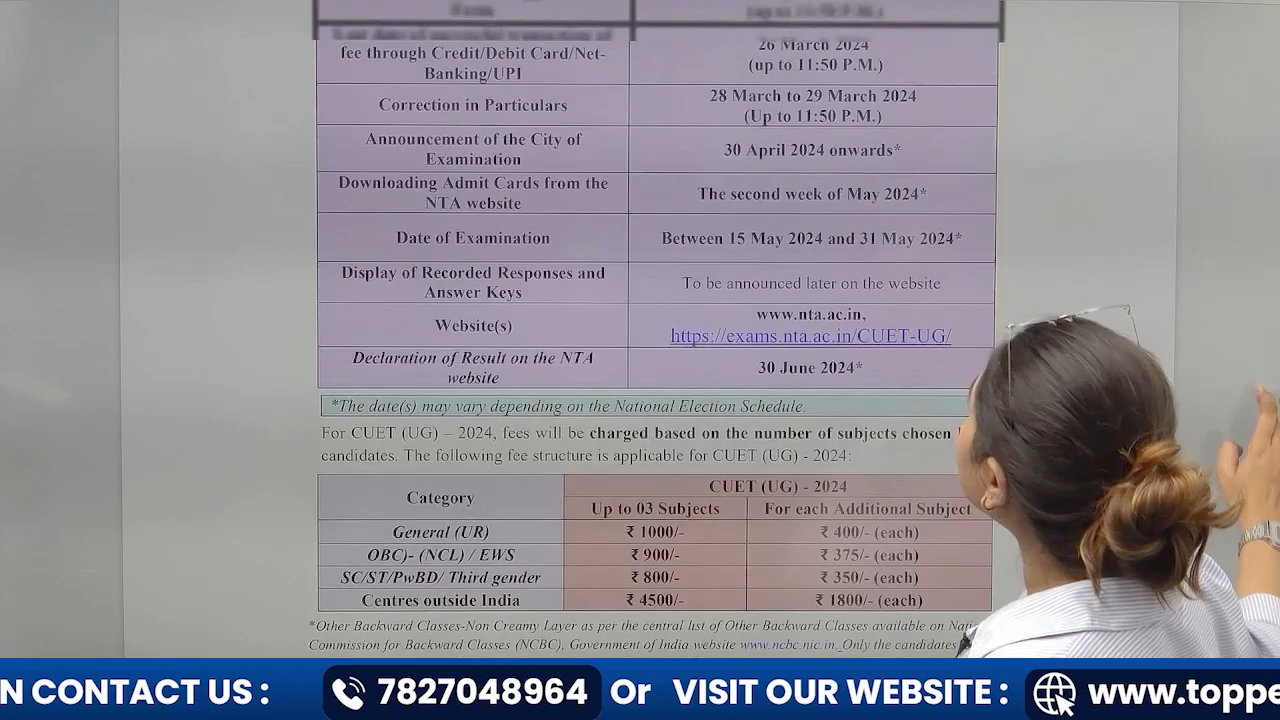 fee through Credit/Debit Card/Net-
Banking/UPI
26 March 2024
(up to 11:50 P.M.)
Correction in Particulars
28 March to 29 March 2024
(Up to 11:50 P.M.)
Announcement of the City of
Examination
30 April 2024 onwards*
Downloading Admit Cards from the
NTA website
The second week of May 2024*
Date of Examination
Between 15 May 2024 and 31 May 2024*
Display of Recorded Responses and
Answer Keys
To be announced later on the website
Website(s)
www.nta.ac.in,
https://exams.nta.ac.in/CUET-UG/
Declaration of Result on the NTA
website
30 June 2024*
*The date(s) may vary depending on the National Election Schedule.
For CUET (UG) – 2024, fees will be charged based on the number of subjects chosen
candidates. The following fee structure is applicable for CUET (UG) - 2024:
Category
CUET (UG) - 2024
Up to 03 Subjects
For each Additional Subject
General (UR)
₹ 1000/-
₹ 400/- (each)
OBC)- (NCL) / EWS
₹ 900/-
₹ 375/- (each)
SC/ST/PwBD/ Third gender
₹ 800/-
₹ 350/- (each)
Centres outside India
₹ 4500/-
₹ 1800/- (each)
*Other Backward Classes-Non Creamy Layer as per the central list of Other Backward Classes available on
Commission for Backward Classes (NCBC), Government of India website www.ncbc.nic.in. Only the candidates
N CONTACT US : 7827048964 Or VISIT OUR WEBSITE : www.toppe